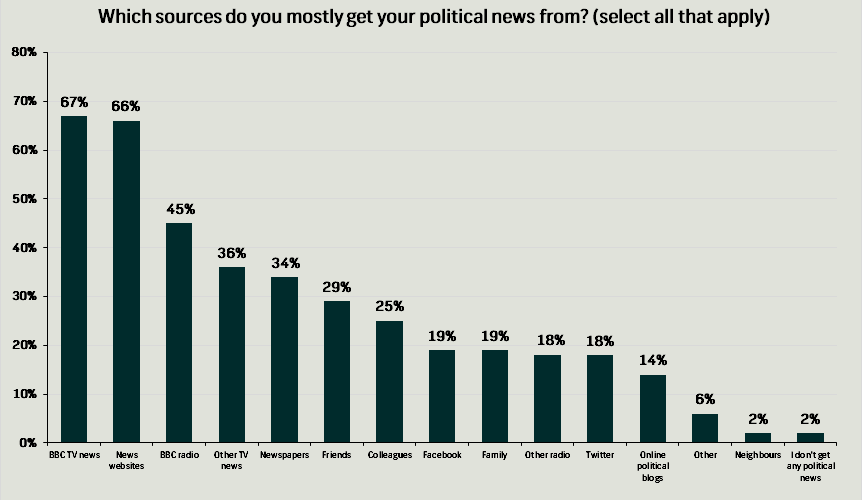 Which sources do you mostly get your political news from? (select all that apply)
80%
70%
60%
50%
40%
30%
20%
10%
0%
67%
66%
45%
36%
34%
29%
25%
19%
19%
18%
18%
14%
6%
2%
2%
BBC TV news
News
websites
BBC radio
Other TV
news
Newspapers
Friends
Colleagues
Facebook
Family
Other radio
Twitter
Online
political
blogs
Other
Neighbours
I don't get
any political
news